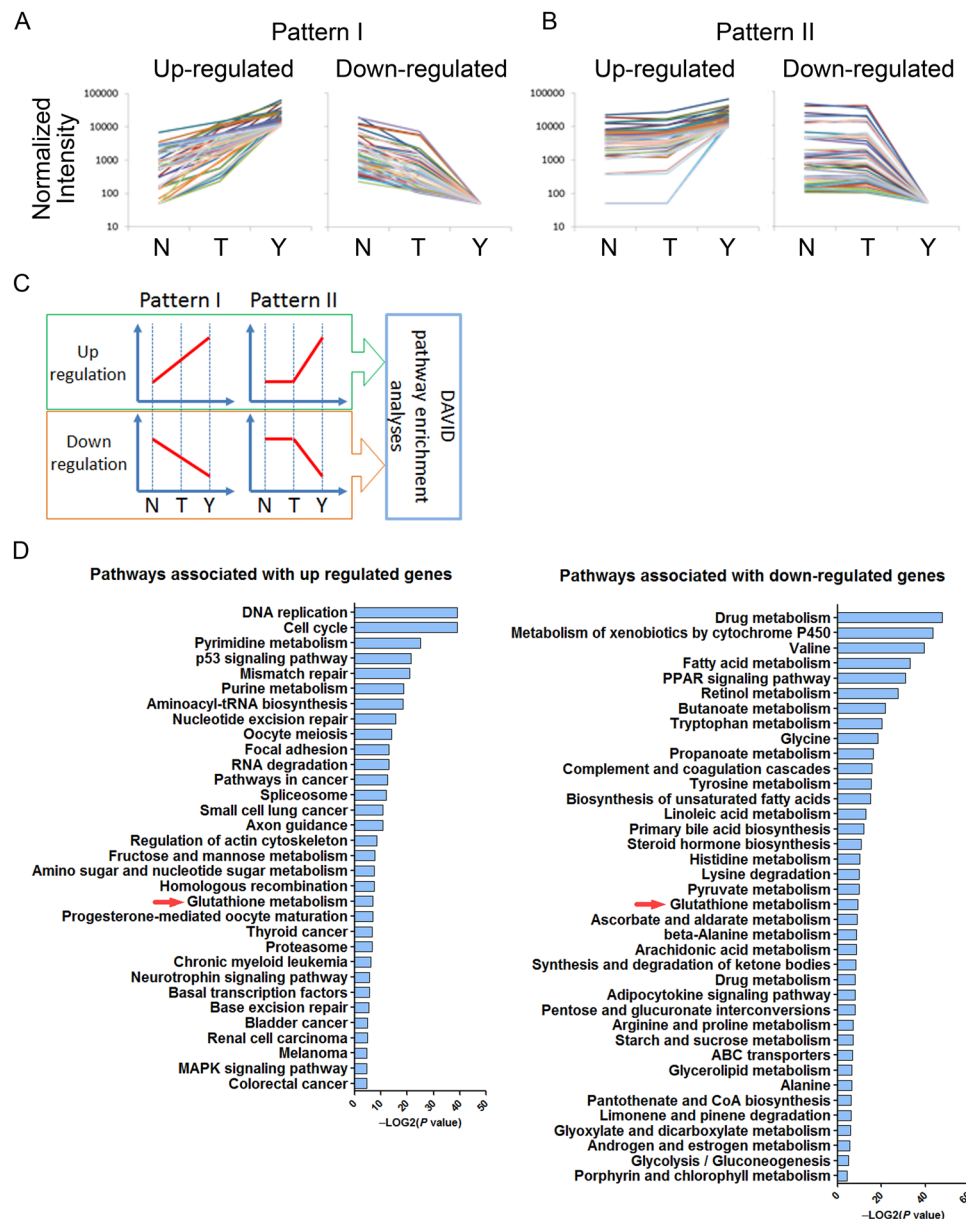 A
Pattern I
Up-regulated
Down-regulated
Normalized
Intensity
100000
10000
1000
100
10
N T Y
N T Y
B
Pattern II
Up-regulated
Down-regulated
100000
10000
1000
100
10
N T Y
N T Y
C
Pattern I
Pattern II
Up
regulation
Down
regulation
N T Y
N T Y
DAVID
pathway enrichment
analyses
D
Pathways associated with up regulated genes
DNA replication
Cell cycle
Pyrimidine metabolism
p53 signaling pathway
Mismatch repair
Purine metabolism
Aminoacyl-tRNA biosynthesis
Nucleotide excision repair
Oocyte meiosis
Focal adhesion
RNA degradation
Pathways in cancer
Spliceosome
Small cell lung cancer
Axon guidance
Regulation of actin cytoskeleton
Fructose and mannose metabolism
Amino sugar and nucleotide sugar metabolism
Homologous recombination
Glutathione metabolism
Progesterone-mediated oocyte maturation
Thyroid cancer
Proteasome
Chronic myeloid leukemia
Neurotrophin signaling pathway
Basal transcription factors
Base excision repair
Bladder cancer
Renal cell carcinoma
Melanoma
MAPK signaling pathway
Colorectal cancer
0 10 20 30 40 50
–LOG2(P value)
Pathways associated with down-regulated genes
Drug metabolism
Metabolism of xenobiotics by cytochrome P450
Valine
Fatty acid metabolism
PPAR signaling pathway
Retinol metabolism
Butanoate metabolism
Tryptophan metabolism
Glycine
Propanoate metabolism
Complement and coagulation cascades
Tyrosine metabolism
Biosynthesis of unsaturated fatty acids
Linoleic acid metabolism
Primary bile acid biosynthesis
Steroid hormone biosynthesis
Histidine metabolism
Lysine degradation
Pyruvate metabolism
Glutathione metabolism
Ascorbate and aldarate metabolism
beta-Alanine metabolism
Arachidonic acid metabolism
Synthesis and degradation of ketone bodies
Drug metabolism
Adipocytokine signaling pathway
Pentose and glucuronate interconversions
Arginine and proline metabolism
Starch and sucrose metabolism
ABC transporters
Glycerolipid metabolism
Alanine
Pantothenate and CoA biosynthesis
Limonene and pinene degradation
Glyoxylate and dicarboxylate metabolism
Androgen and estrogen metabolism
Glycolysis / Gluconeogenesis
Porphyrin and chlorophyll metabolism
0 20 40 60
–LOG2(P value)